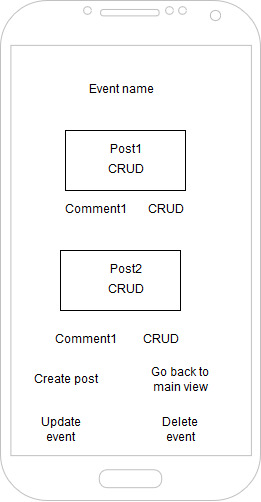 Event name
Post1
CRUD
Comment1 CRUD
Post2
CRUD
Comment1 CRUD
Create post
Go back to
main view
Update
event
Delete
event